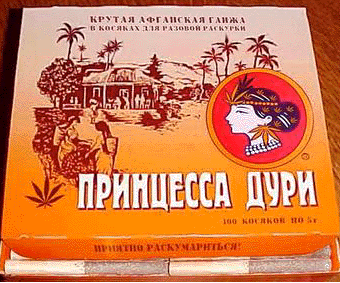 КРУТАЯ АФГАНСКАЯ ГАНЖА
В КОСЯКАХ ДЛЯ РАЗОВОЙ РАСКУРКИ
ПРИНЦЕССА ДУРИ
100 КОСЯКОВ ПО 5г
ПРИЯТНО РАСКУМАРИТЬСЯ!